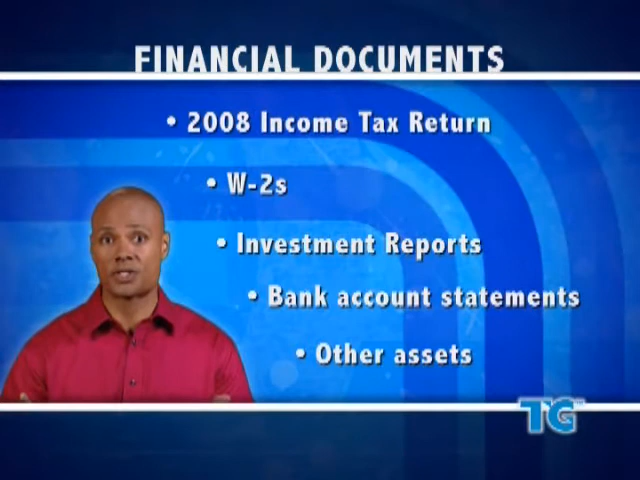 FINANCIAL DOCUMENTS
• 2008 Income Tax Return
• W-2s
• Investment Reports
• Bank account statements
• Other assets
TG